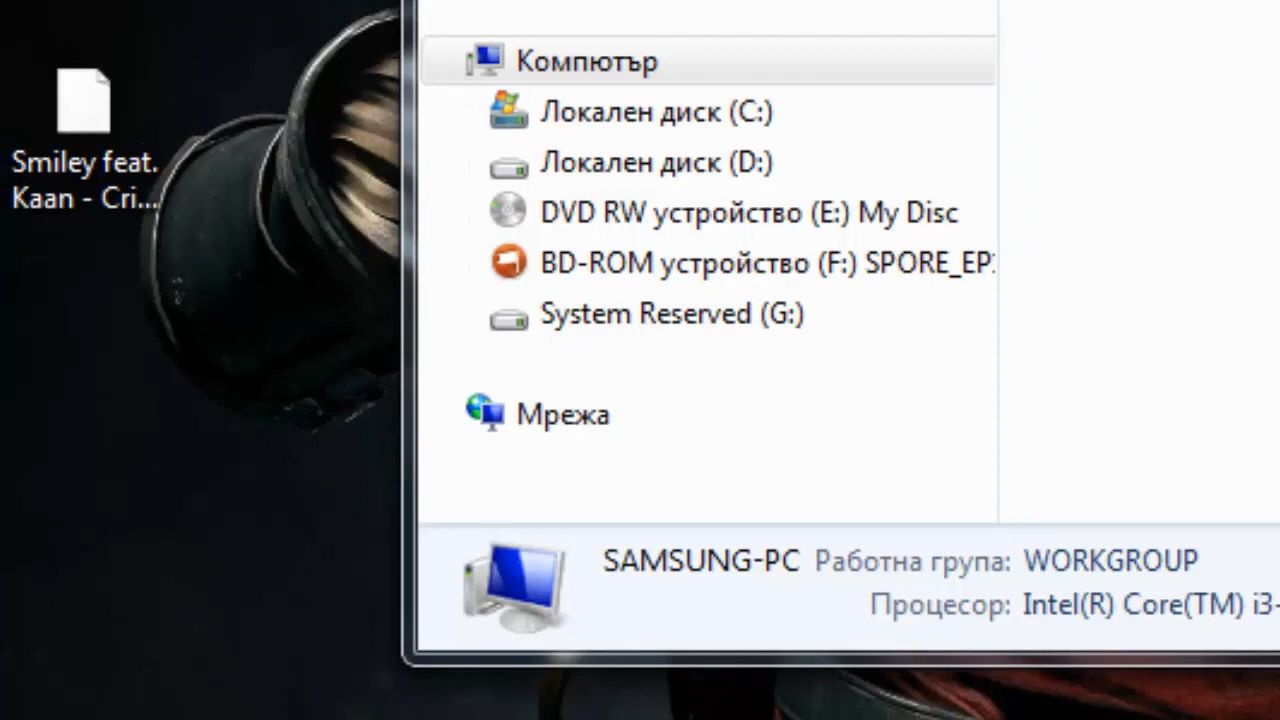 Smiley feat.
Kaan - Cri...
Компютър
Локален диск (C:)
Локален диск (D:)
DVD RW устройство (E:) My Disc
BD-ROM устройство (F:) SPORE_EP
System Reserved (G:)
Мрежа
SAMSUNG-PC Работна група: WORKGROUP
Процесор: Intel(R) Core(TM) i3-